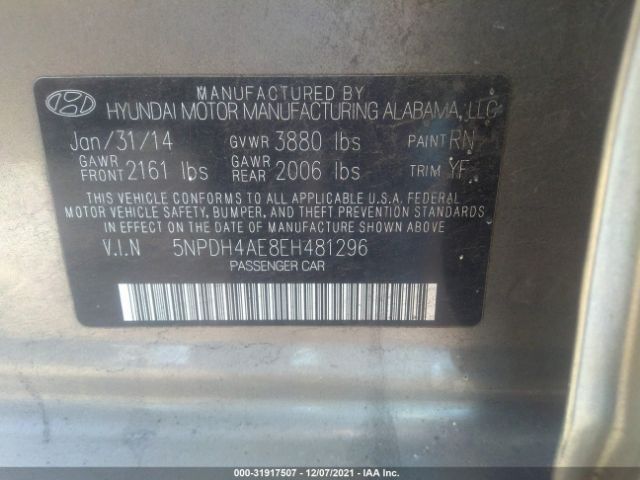 MANUFACTURED BY
HYUNDAI MOTOR MANUFACTURING ALABAMA, LLC
Jan/31/14 GVWR 3880 lbs PAINT RN
GAWR FRONT 2161 lbs GAWR REAR 2006 lbs TRIM YF
THIS VEHICLE CONFORMS TO ALL APPLICABLE U.S.A. FEDERAL
MOTOR VEHICLE SAFETY, BUMPER, AND THEFT PREVENTION STANDARDS
IN EFFECT ON THE DATE OF MANUFACTURE SHOWN ABOVE
V.I.N 5NPDH4AE8EH481296
PASSENGER CAR
000-31917507 - 12/07/2021 - IAA Inc.